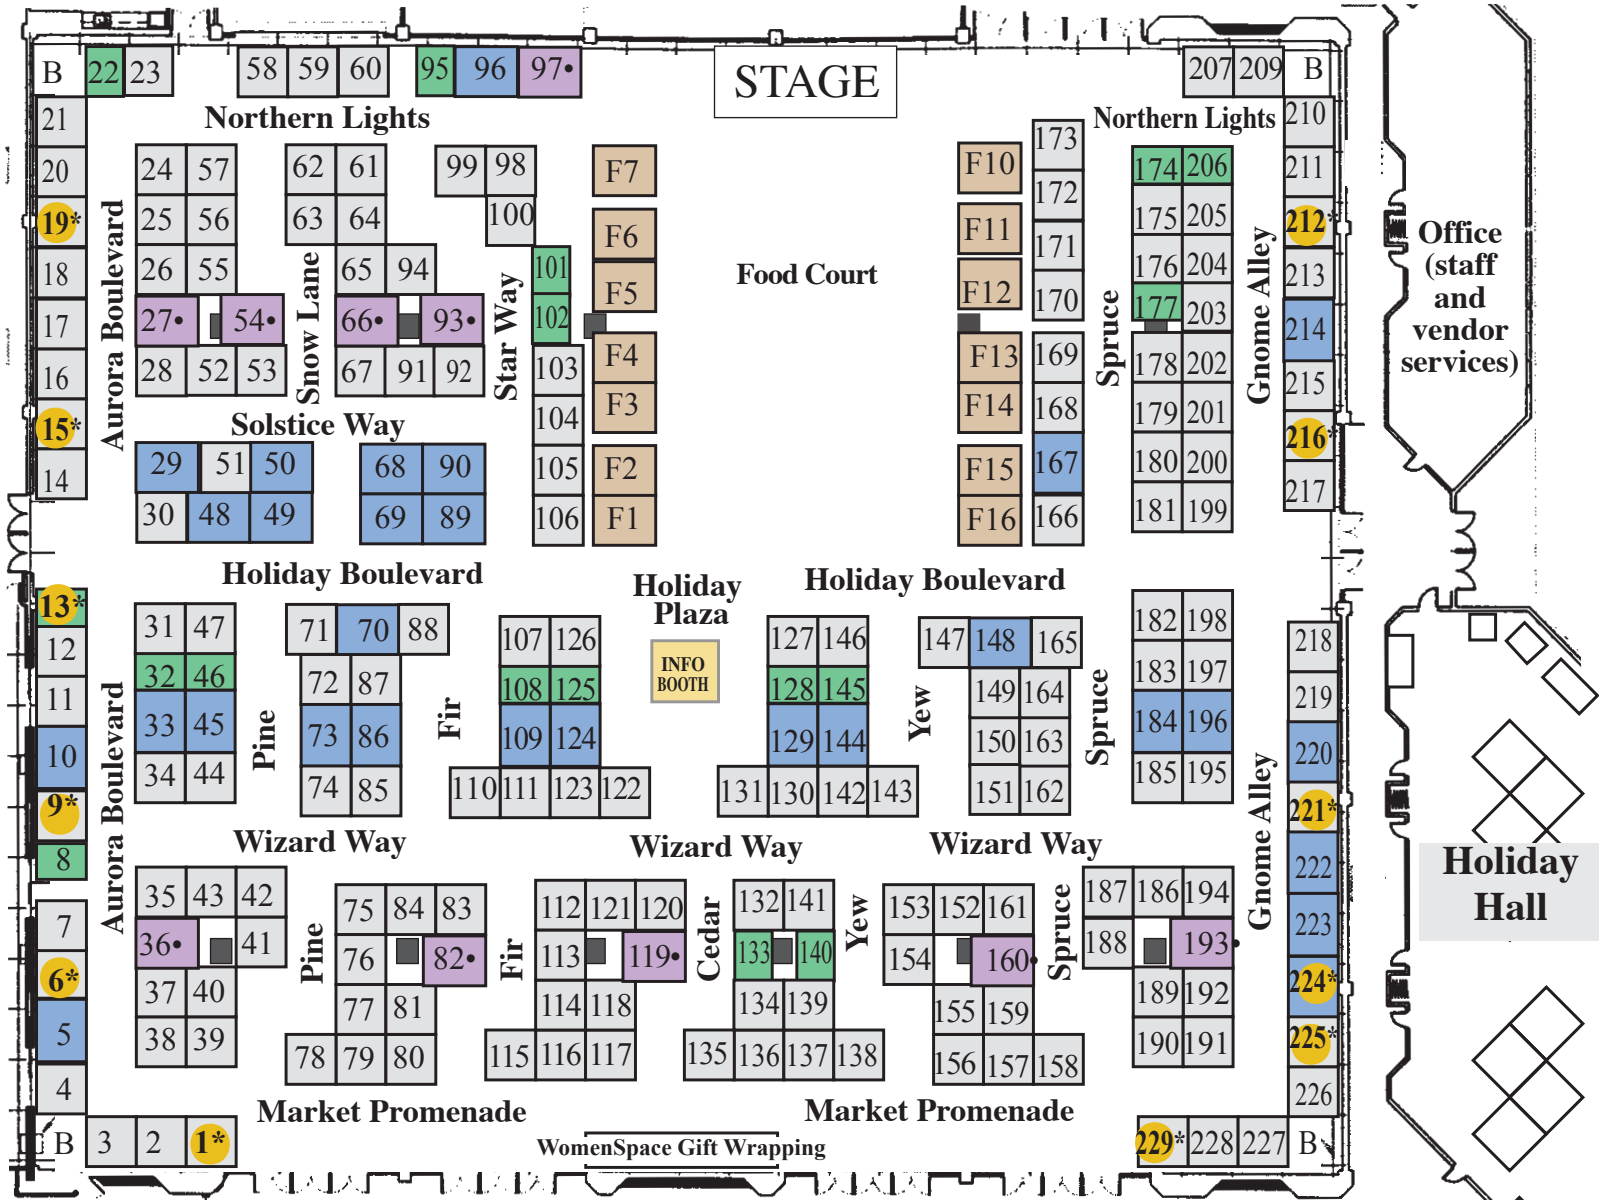 B 22 23 58 59 60 95 96 97• STAGE 207 209 B
21 Northern Lights Northern Lights 210
20 24 57 62 61 99 98 F7 F10 173 174 206 211
19* 25 56 63 64 100 F6 F11 172 175 205 212*
18 26 55 65 94 101 F5 Food Court F12 171 176 204 213
17 27• 54• 66• 93• 102 170 177 203 214
16 28 52 53 67 91 92 103 F4 F13 169 178 202 215
Aurora Boulevard
Snow Lane
Star Way
Spruce
Gnome Alley
Office
(staff
and
vendor
services)
15* Solstice Way 104 F3 F14 168 179 201 216*
14 29 51 50 68 90 105 F2 F15 167 180 200 217
30 48 49 69 89 106 F1 F16 166 181 199
Holiday Boulevard Holiday Boulevard
Holiday
Plaza
INFO
BOOTH
13* 31 47 71 70 88 107 126 127 146 147 148 165 182 198 218
12 32 46 72 87 108 125 128 145 149 164 183 197 219
11 33 45 73 86 109 124 129 144 150 163 184 196 220
10 34 44 74 85 110 111 123 122 131 130 142 143 151 162 185 195 221*
Aurora Boulevard
Pine
Fir
Yew
Spruce
Gnome Alley
9* Wizard Way Wizard Way Wizard Way
8 35 43 42 75 84 83 112 121 120 132 141 153 152 161 187 186 194 222
7 36• 41 76 82• 113 119• 133 140 154 160• 188 193• 223
6* 37 40 77 81 114 118 134 139 155 159 189 192 224*
5 38 39 78 79 80 115 116 117 135 136 137 138 156 157 158 190 191 225*
Pine
Fir
Cedar
Yew
Spruce
Holiday
Hall
4 Market Promenade Market Promenade 226
B 3 2 1* WomenSpace Gift Wrapping 229* 228 227 B